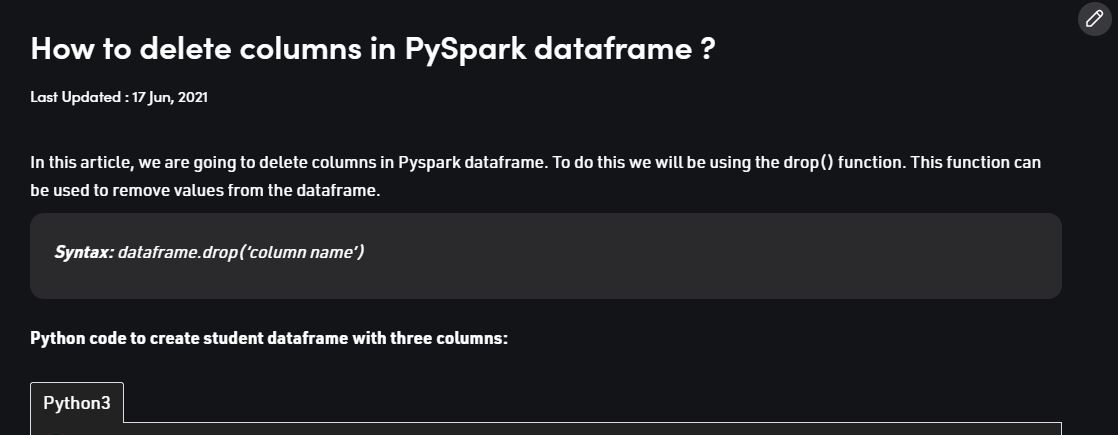 How to delete columns in PySpark dataframe ?
Last Updated : 17 Jun, 2021
In this article, we are going to delete columns in Pyspark dataframe. To do this we will be using the drop() function. This function can
be used to remove values from the dataframe.
Syntax: dataframe.drop(‘column name’)
Python code to create student dataframe with three columns:
Python3